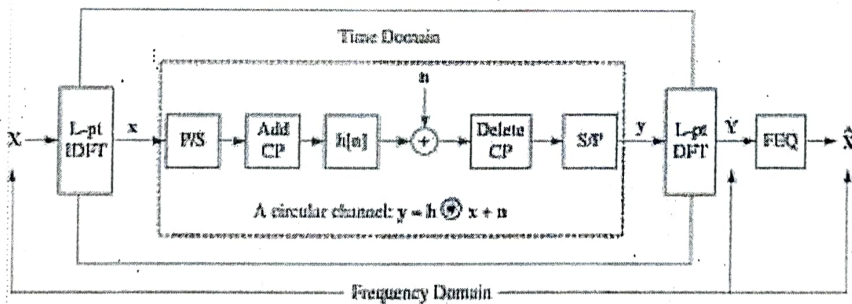 Time Domain
n
X
L-pt
IDFT
x
P/S
Add
CP
h[n]
+
Delete
CP
S/P
y
L-pt
DFT
Ŷ
FEQ
X̂
A circular channel: y = h ⊛ x + n
Frequency Domain